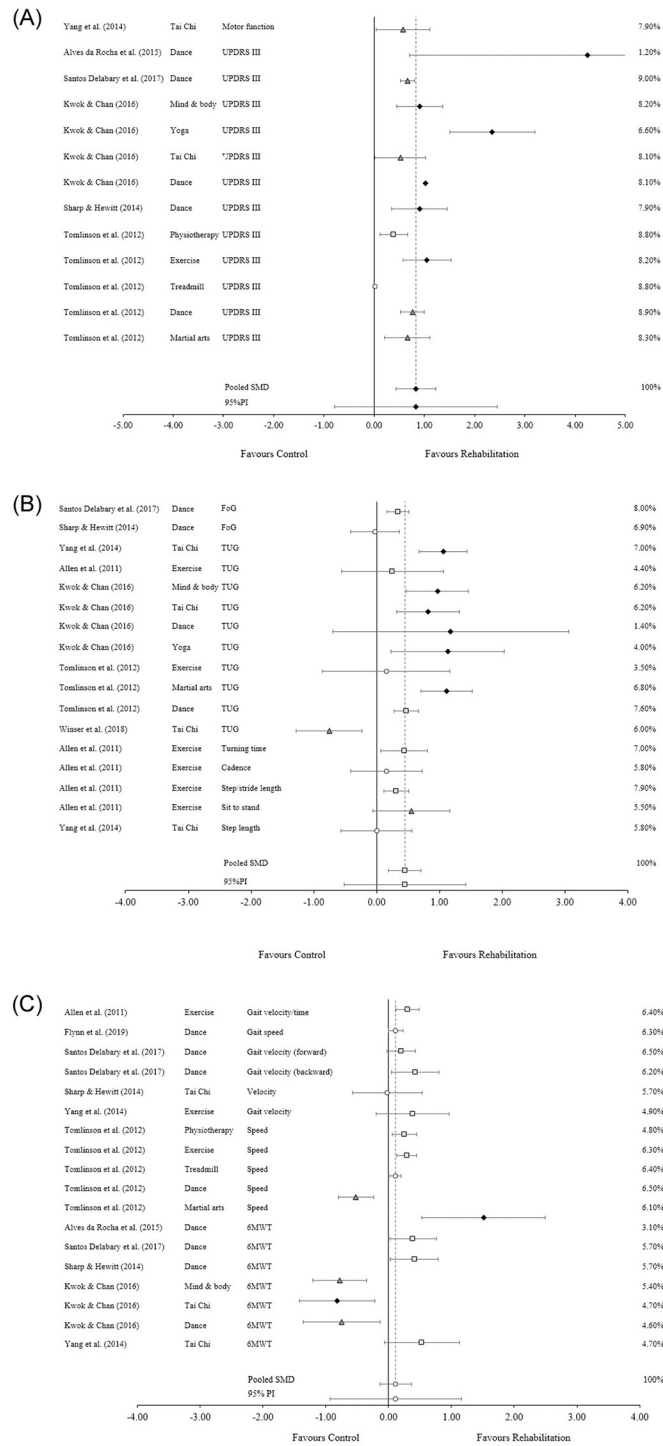 (A)
Yang et al. (2014) Tai Chi Motor function 7.90%
Alves da Rocha et al. (2015) Dance UPDRS III 1.20%
Santos Delabary et al. (2017) Dance UPDRS III 9.00%
Kwok & Chan (2016) Mind & body UPDRS III 8.20%
Kwok & Chan (2016) Yoga UPDRS III 6.60%
Kwok & Chan (2016) Tai Chi UPDRS III 8.10%
Kwok & Chan (2016) Dance UPDRS III 8.10%
Sharp & Hewitt (2014) Dance UPDRS III 7.90%
Tomlinson et al. (2012) Physiotherapy UPDRS III 8.80%
Tomlinson et al. (2012) Exercise UPDRS III 8.20%
Tomlinson et al. (2012) Treadmill UPDRS III 8.80%
Tomlinson et al. (2012) Dance UPDRS III 8.90%
Tomlinson et al. (2012) Martial arts UPDRS III 8.30%
Pooled SMD 100%
95%PI
-5.00 -4.00 -3.00 -2.00 -1.00 0.00 1.00 2.00 3.00 4.00 5.00
Favours Control Favours Rehabilitation
(B)
Santos Delabary et al. (2017) Dance FoG 8.00%
Sharp & Hewitt (2014) Dance FoG 6.90%
Yang et al. (2014) Tai Chi TUG 7.00%
Allen et al. (2011) Exercise TUG 4.40%
Kwok & Chan (2016) Mind & body TUG 6.20%
Kwok & Chan (2016) Tai Chi TUG 6.20%
Kwok & Chan (2016) Dance TUG 1.40%
Kwok & Chan (2016) Yoga TUG 4.00%
Tomlinson et al. (2012) Exercise TUG 3.50%
Tomlinson et al. (2012) Martial arts TUG 6.80%
Tomlinson et al. (2012) Dance TUG 7.60%
Winser et al. (2018) Tai Chi TUG 6.00%
Allen et al. (2011) Exercise Turning time 7.00%
Allen et al. (2011) Exercise Cadence 5.80%
Allen et al. (2011) Exercise Step/stride length 7.90%
Allen et al. (2011) Exercise Sit to stand 5.50%
Yang et al. (2014) Tai Chi Step length 5.80%
Pooled SMD 100%
95%PI
-4.00 -3.00 -2.00 -1.00 0.00 1.00 2.00 3.00 4.00
Favours Control Favours Rehabilitation
(C)
Allen et al. (2011) Exercise Gait velocity/time 6.40%
Flynn et al. (2019) Dance Gait speed 6.30%
Santos Delabary et al. (2017) Dance Gait velocity (forward) 6.50%
Santos Delabary et al. (2017) Dance Gait velocity (backward) 6.20%
Sharp & Hewitt (2014) Tai Chi Velocity 5.70%
Yang et al. (2014) Exercise Gait velocity 4.90%
Tomlinson et al. (2012) Physiotherapy Speed 4.80%
Tomlinson et al. (2012) Exercise Speed 6.30%
Tomlinson et al. (2012) Treadmill Speed 6.40%
Tomlinson et al. (2012) Dance Speed 6.50%
Tomlinson et al. (2012) Martial arts Speed 6.10%
Alves da Rocha et al. (2015) Dance 6MWT 3.10%
Santos Delabary et al. (2017) Dance 6MWT 5.70%
Sharp & Hewitt (2014) Dance 6MWT 5.70%
Kwok & Chan (2016) Mind & body 6MWT 5.40%
Kwok & Chan (2016) Tai Chi 6MWT 4.70%
Kwok & Chan (2016) Dance 6MWT 4.60%
Yang et al. (2014) Tai Chi 6MWT 4.70%
Pooled SMD 100%
95% PI
-4.00 -3.00 -2.00 -1.00 0.00 1.00 2.00 3.00 4.00
Favours Control Favours Rehabilitation